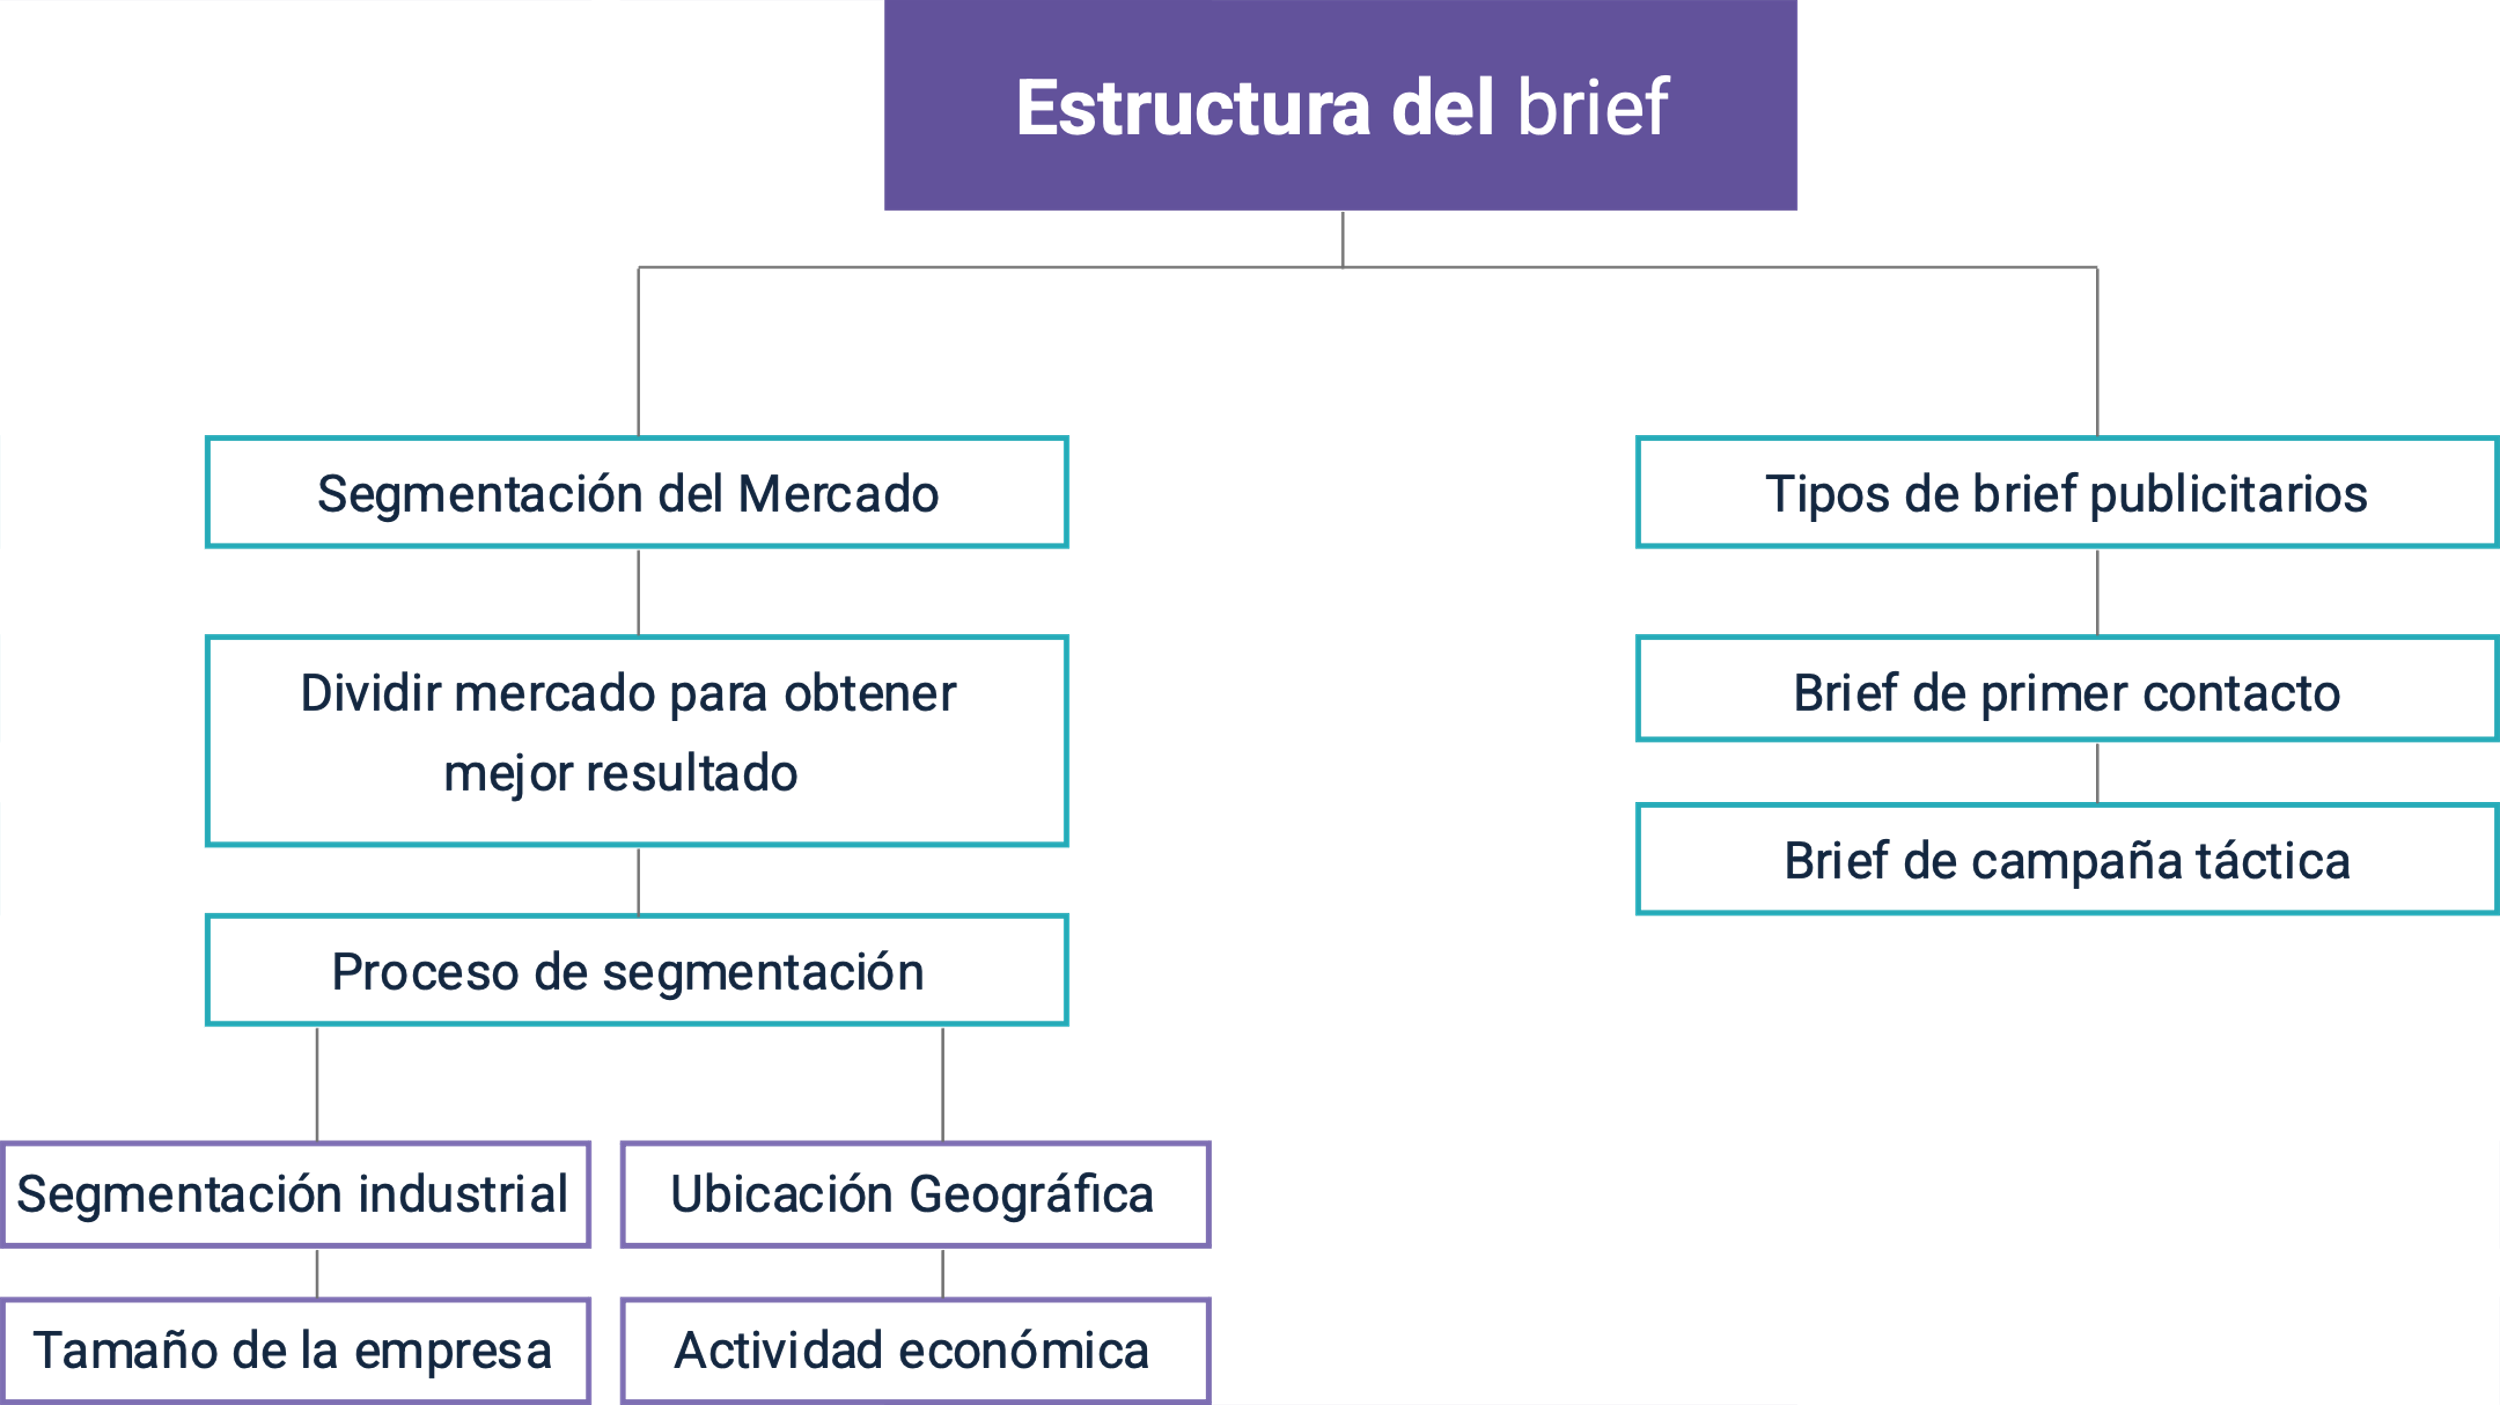 Estructura del brief
Segmentación del Mercado
Tipos de brief publicitarios
Dividir mercado para obtener
mejor resultado
Brief de primer contacto
Brief de campaña táctica
Proceso de segmentación
Segmentación industrial
Ubicación Geográfica
Tamaño de la empresa
Actividad económica